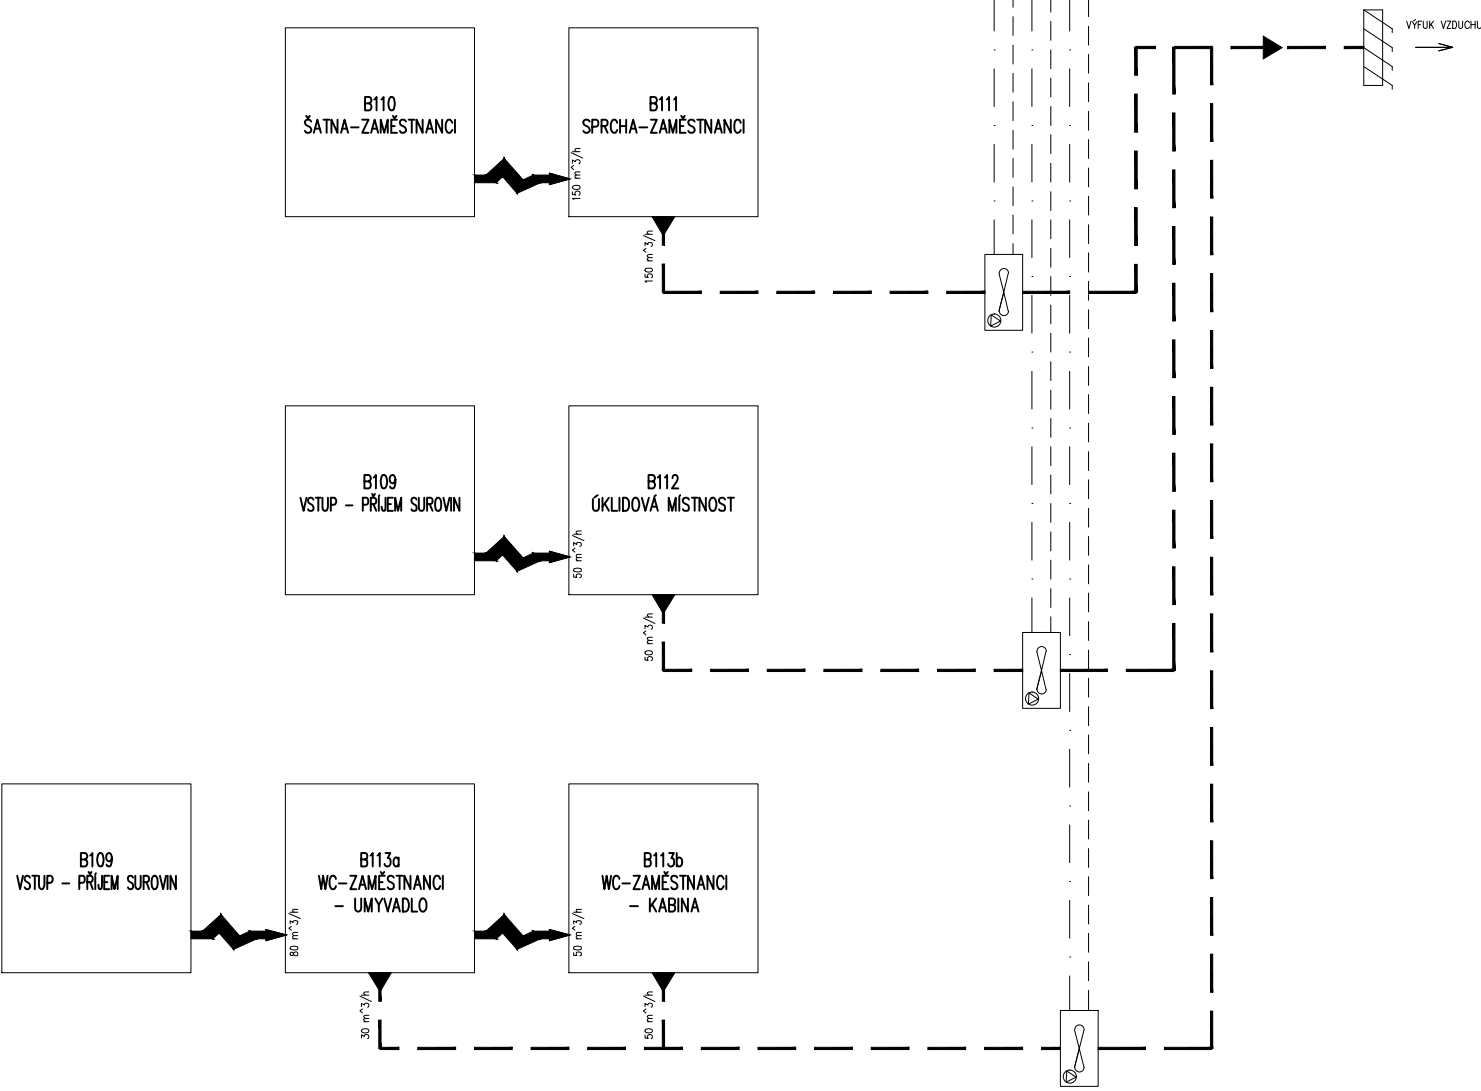 VÝFUK VZDUCHU
B110
ŠATNA-ZAMĚSTNANCI
B111
SPRCHA-ZAMĚSTNANCI
150 m^3/h
150 m^3/h
B109
VSTUP - PŘÍJEM SUROVIN
B112
ÚKLIDOVÁ MÍSTNOST
50 m^3/h
50 m^3/h
B109
VSTUP - PŘÍJEM SUROVIN
B113a
WC-ZAMĚSTNANCI
- UMYVADLO
B113b
WC-ZAMĚSTNANCI
- KABINA
80 m^3/h
50 m^3/h
30 m^3/h
50 m^3/h